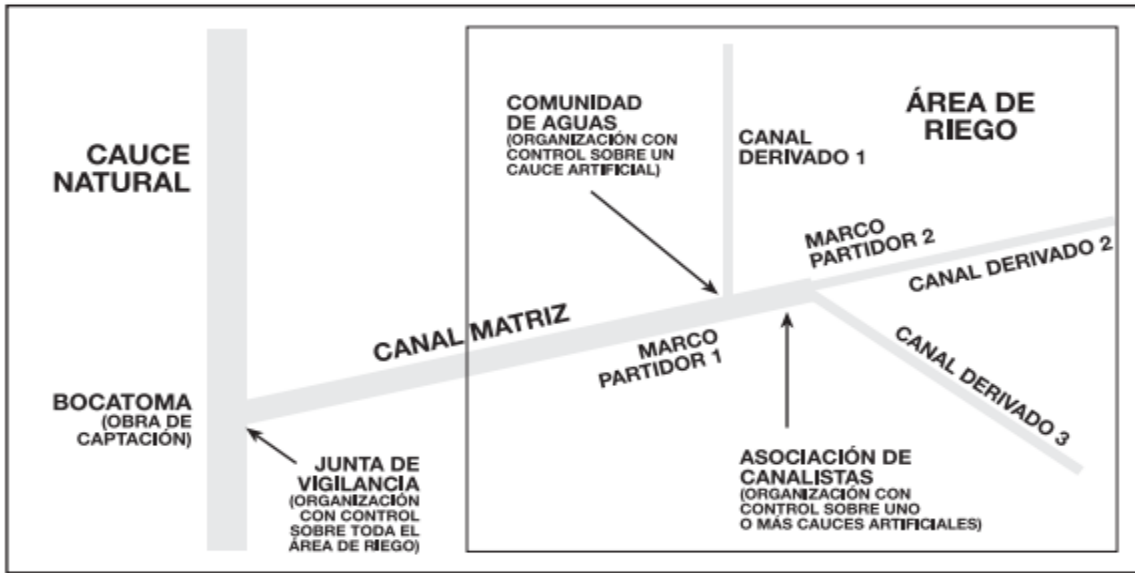 CAUCE
NATURAL
BOCATOMA
(OBRA DE
CAPTACIÓN)
JUNTA DE
VIGILANCIA
(ORGANIZACIÓN
CON CONTROL
SOBRE TODA EL
ÁREA DE RIEGO)
CANAL MATRIZ
COMUNIDAD
DE AGUAS
(ORGANIZACIÓN CON
CONTROL SOBRE UN
CAUCE ARTIFICIAL)
CANAL
DERIVADO 1
ÁREA DE
RIEGO
MARCO
PARTIDOR 2
CANAL DERIVADO 2
MARCO
PARTIDOR 1
CANAL DERIVADO 3
ASOCIACIÓN DE
CANALISTAS
(ORGANIZACIÓN CON
CONTROL SOBRE UNO
O MÁS CAUCES ARTIFICIALES)